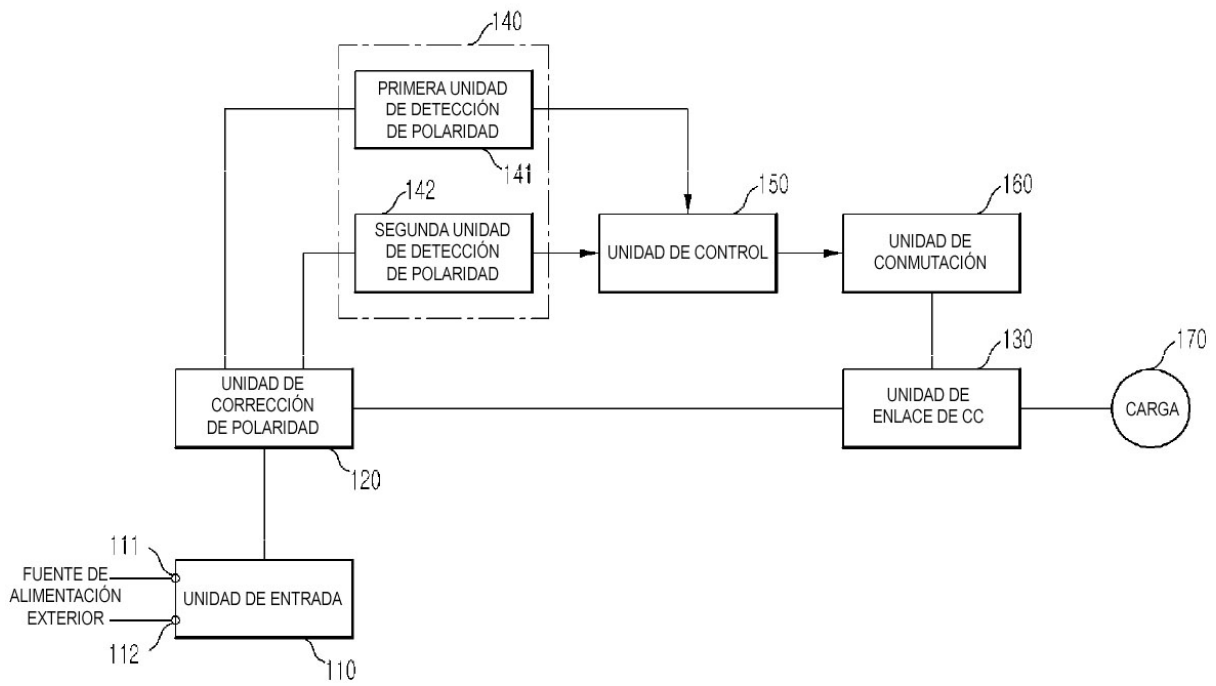 140
PRIMERA UNIDAD
DE DETECCIÓN
DE POLARIDAD
141
142
SEGUNDA UNIDAD
DE DETECCIÓN
DE POLARIDAD
150
UNIDAD DE CONTROL
160
UNIDAD DE
CONMUTACIÓN
130
UNIDAD DE
ENLACE DE CC
170
CARGA
UNIDAD DE
CORRECCIÓN
DE POLARIDAD
120
111
FUENTE DE
ALIMENTACIÓN
EXTERIOR
112
UNIDAD DE ENTRADA
110